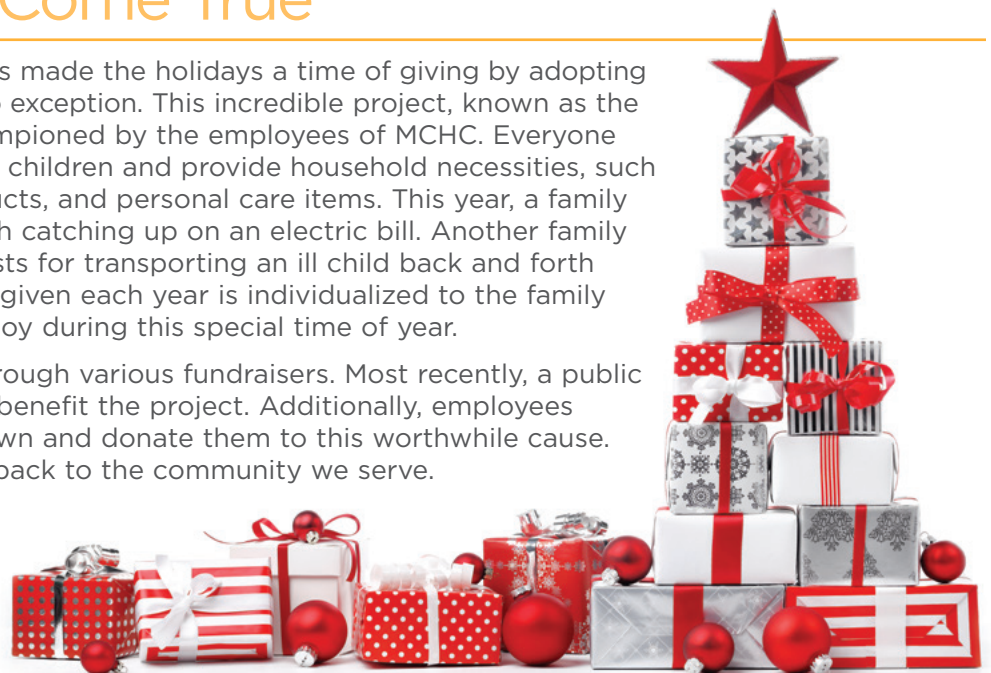 Come True
s made the holidays a time of giving by adopting
exception. This incredible project, known as the
mpioned by the employees of MCHC. Everyone
children and provide household necessities, such
ucts, and personal care items. This year, a family
h catching up on an electric bill. Another family
sts for transporting an ill child back and forth
given each year is individualized to the family
oy during this special time of year.
rough various fundraisers. Most recently, a public
benefit the project. Additionally, employees
wn and donate them to this worthwhile cause.
back to the community we serve.